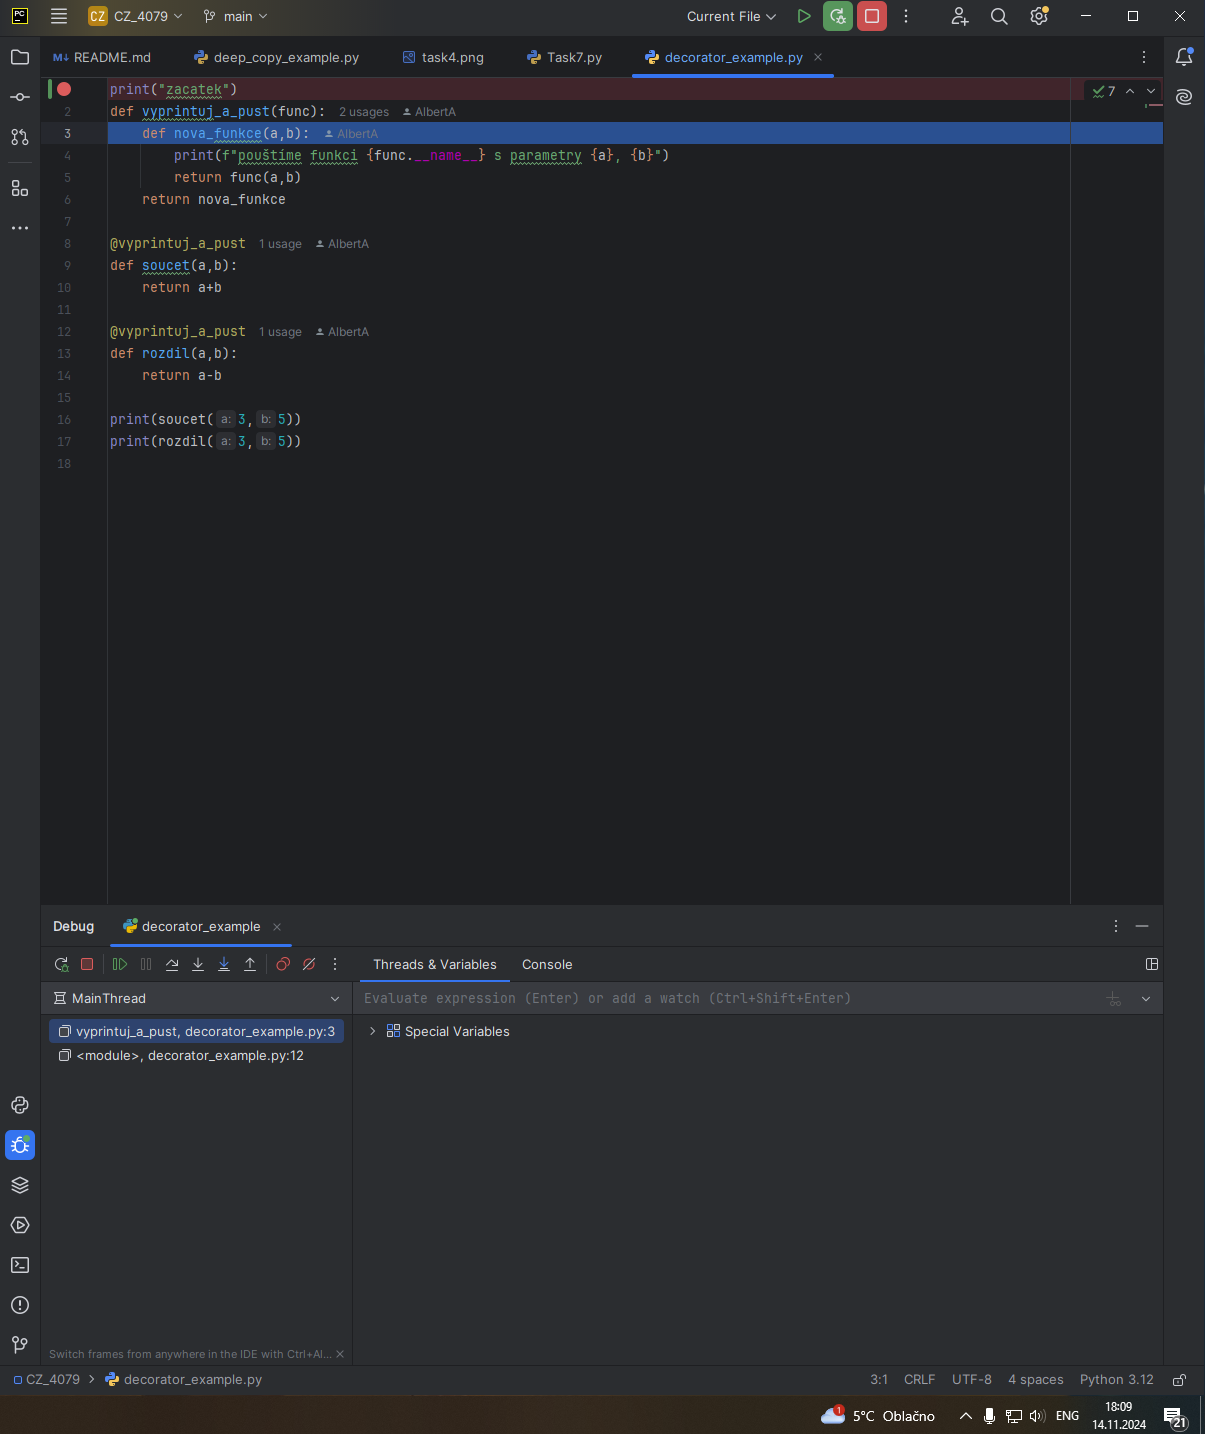 PC
CZ CZ_4079 main Current File
README.md deep_copy_example.py task4.png Task7.py decorator_example.py
print("zacatek") 7
2 def vyprintuj_a_pust(func): 2 usages AlbertA
3 def nova_funkce(a,b): AlbertA
4 print(f"pouštíme funkci {func.__name__} s parametry {a}, {b}")
5 return func(a,b)
6 return nova_funkce
7
8 @vyprintuj_a_pust 1 usage AlbertA
9 def soucet(a,b):
10 return a+b
11
12 @vyprintuj_a_pust 1 usage AlbertA
13 def rozdil(a,b):
14 return a-b
15
16 print(soucet( a: 3, b: 5))
17 print(rozdil( a: 3, b: 5))
18
Debug decorator_example
Threads & Variables Console
MainThread Evaluate expression (Enter) or add a watch (Ctrl+Shift+Enter)
vyprintuj_a_pust, decorator_example.py:3 Special Variables
<module>, decorator_example.py:12
Switch frames from anywhere in the IDE with Ctrl+Al...
CZ_4079 decorator_example.py 3:1 CRLF UTF-8 4 spaces Python 3.12
1 5°C Oblačno ENG 18:09
14.11.2024 21